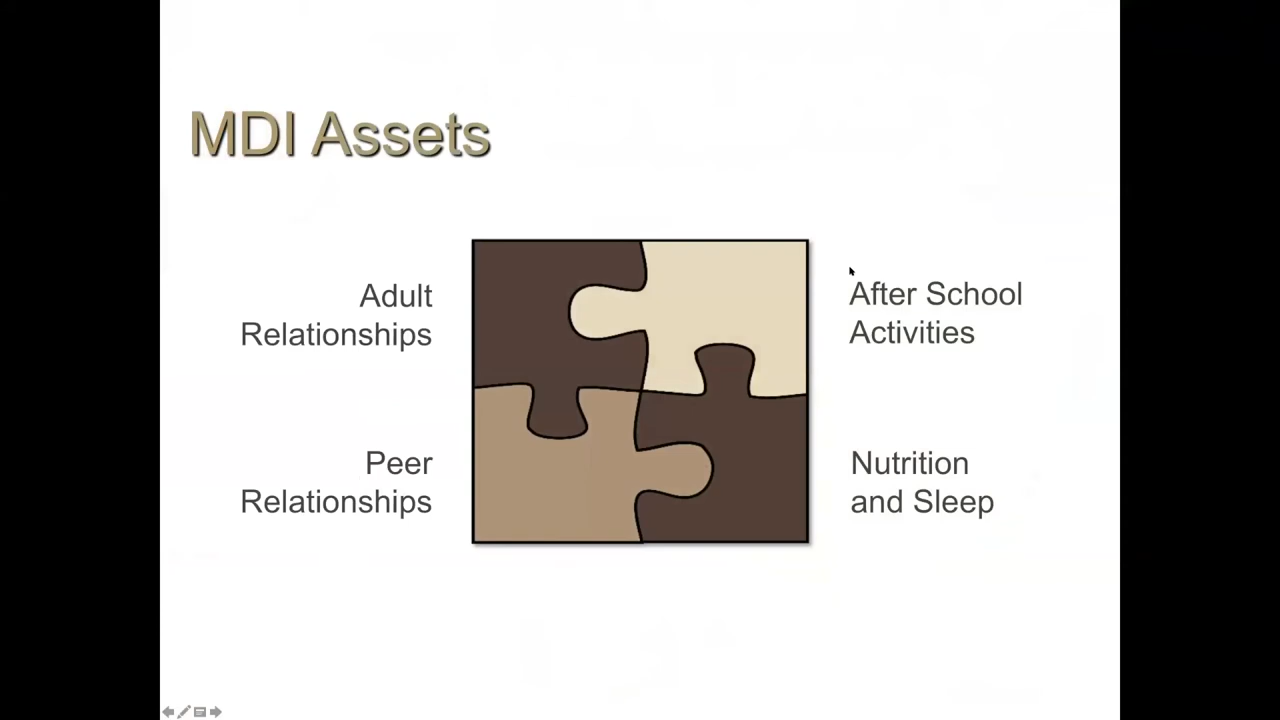 MDI Assets
Adult
Relationships
After School
Activities
Peer
Relationships
Nutrition
and Sleep